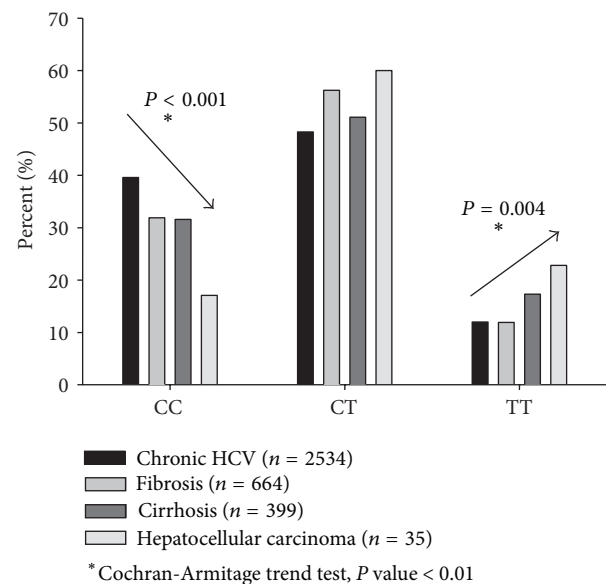 70
60
50
40
30
20
10
0
Percent (%)
P < 0.001
*
P = 0.004
*
CC
CT
TT
Chronic HCV (n = 2534)
Fibrosis (n = 664)
Cirrhosis (n = 399)
Hepatocellular carcinoma (n = 35)
*Cochran-Armitage trend test, P value < 0.01